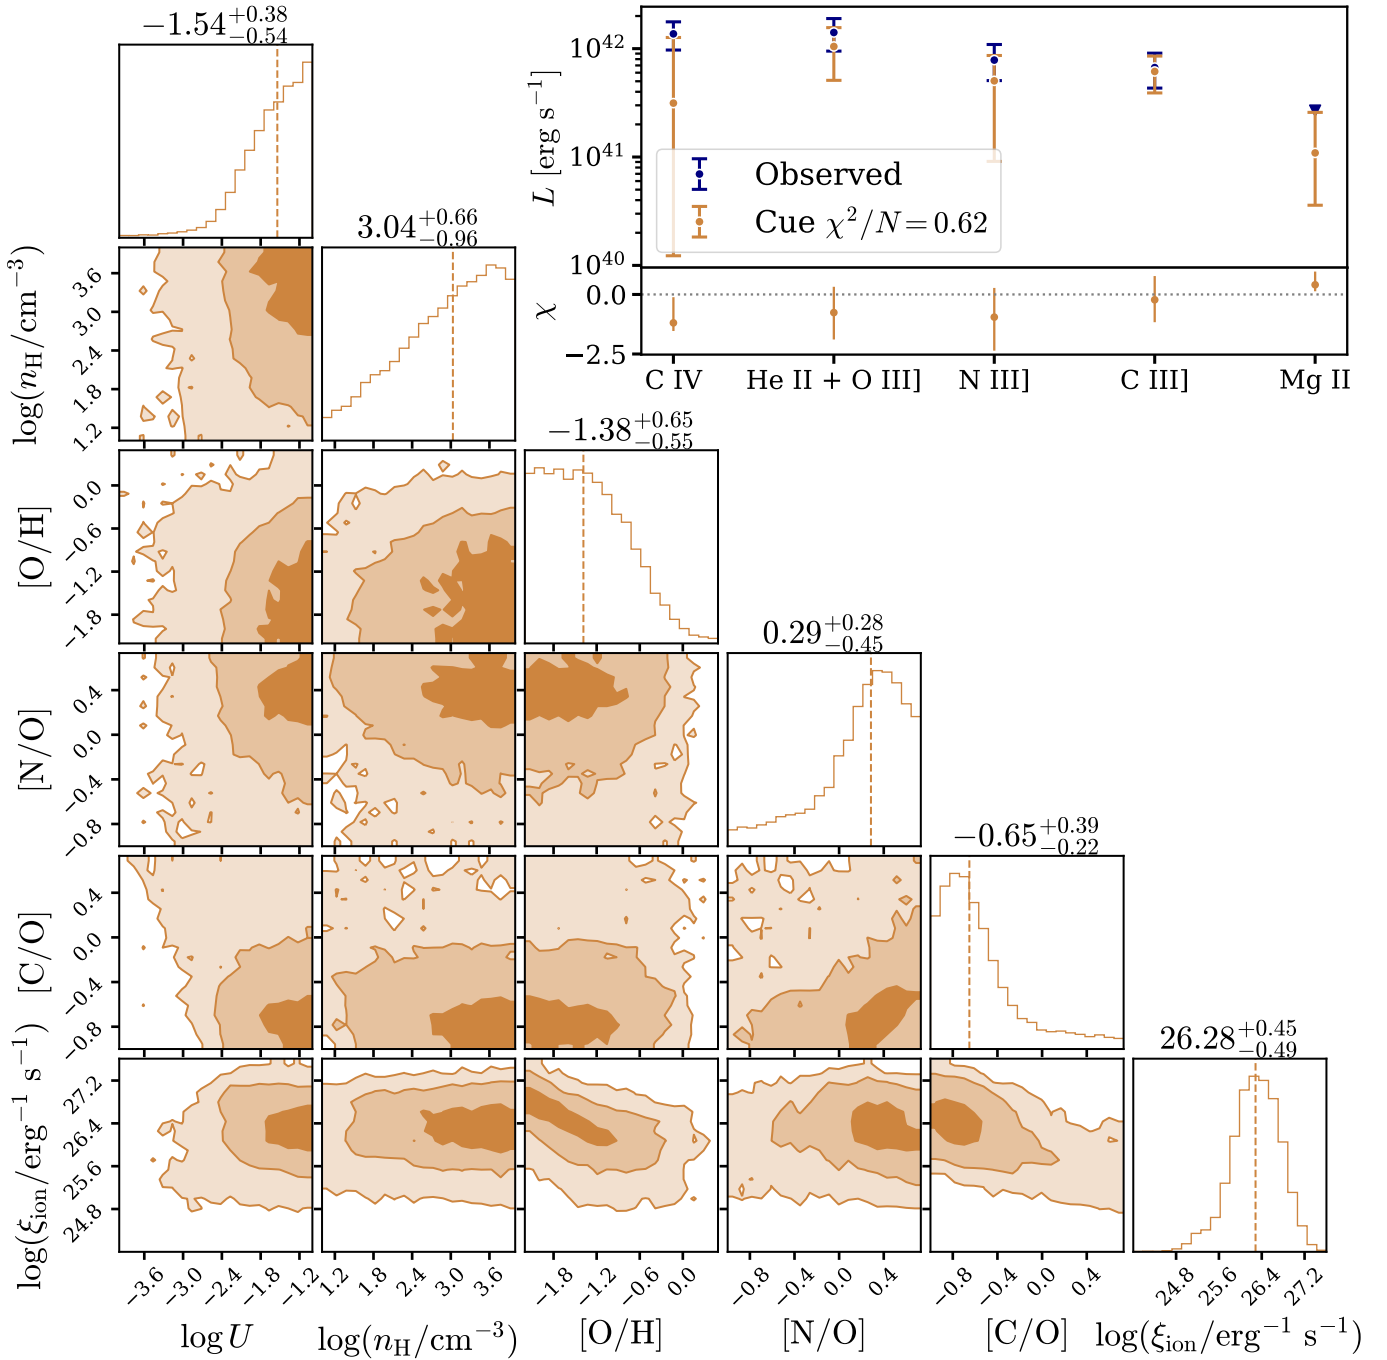 −1.54 +0.38 −0.54
10⁴²
L [erg s⁻¹]
10⁴¹
Observed
Cue χ²/N = 0.62
10⁴⁰
χ
0.0
−2.5
C IV He II + O III] N III] C III] Mg II
3.04 +0.66 −0.96
log(n_H/cm⁻³)
3.6
3.0
2.4
1.8
1.2
−1.38 +0.65 −0.55
[O/H]
0.0
−0.6
−1.2
−1.8
0.29 +0.28 −0.45
[N/O]
0.4
0.0
−0.4
−0.8
−0.65 +0.39 −0.22
[C/O]
0.4
0.0
−0.4
−0.8
26.28 +0.45 −0.49
log(ξ_ion/erg⁻¹ s⁻¹)
27.2
26.4
25.6
24.8
−3.6 −3.0 −2.4 −1.8 −1.2 1.2 1.8 2.4 3.0 3.6 −1.8 −1.2 −0.6 0.0 −0.8 −0.4 0.0 0.4 −0.8 −0.4 0.0 0.4 24.8 25.6 26.4 27.2
log U log(n_H/cm⁻³) [O/H] [N/O] [C/O] log(ξ_ion/erg⁻¹ s⁻¹)